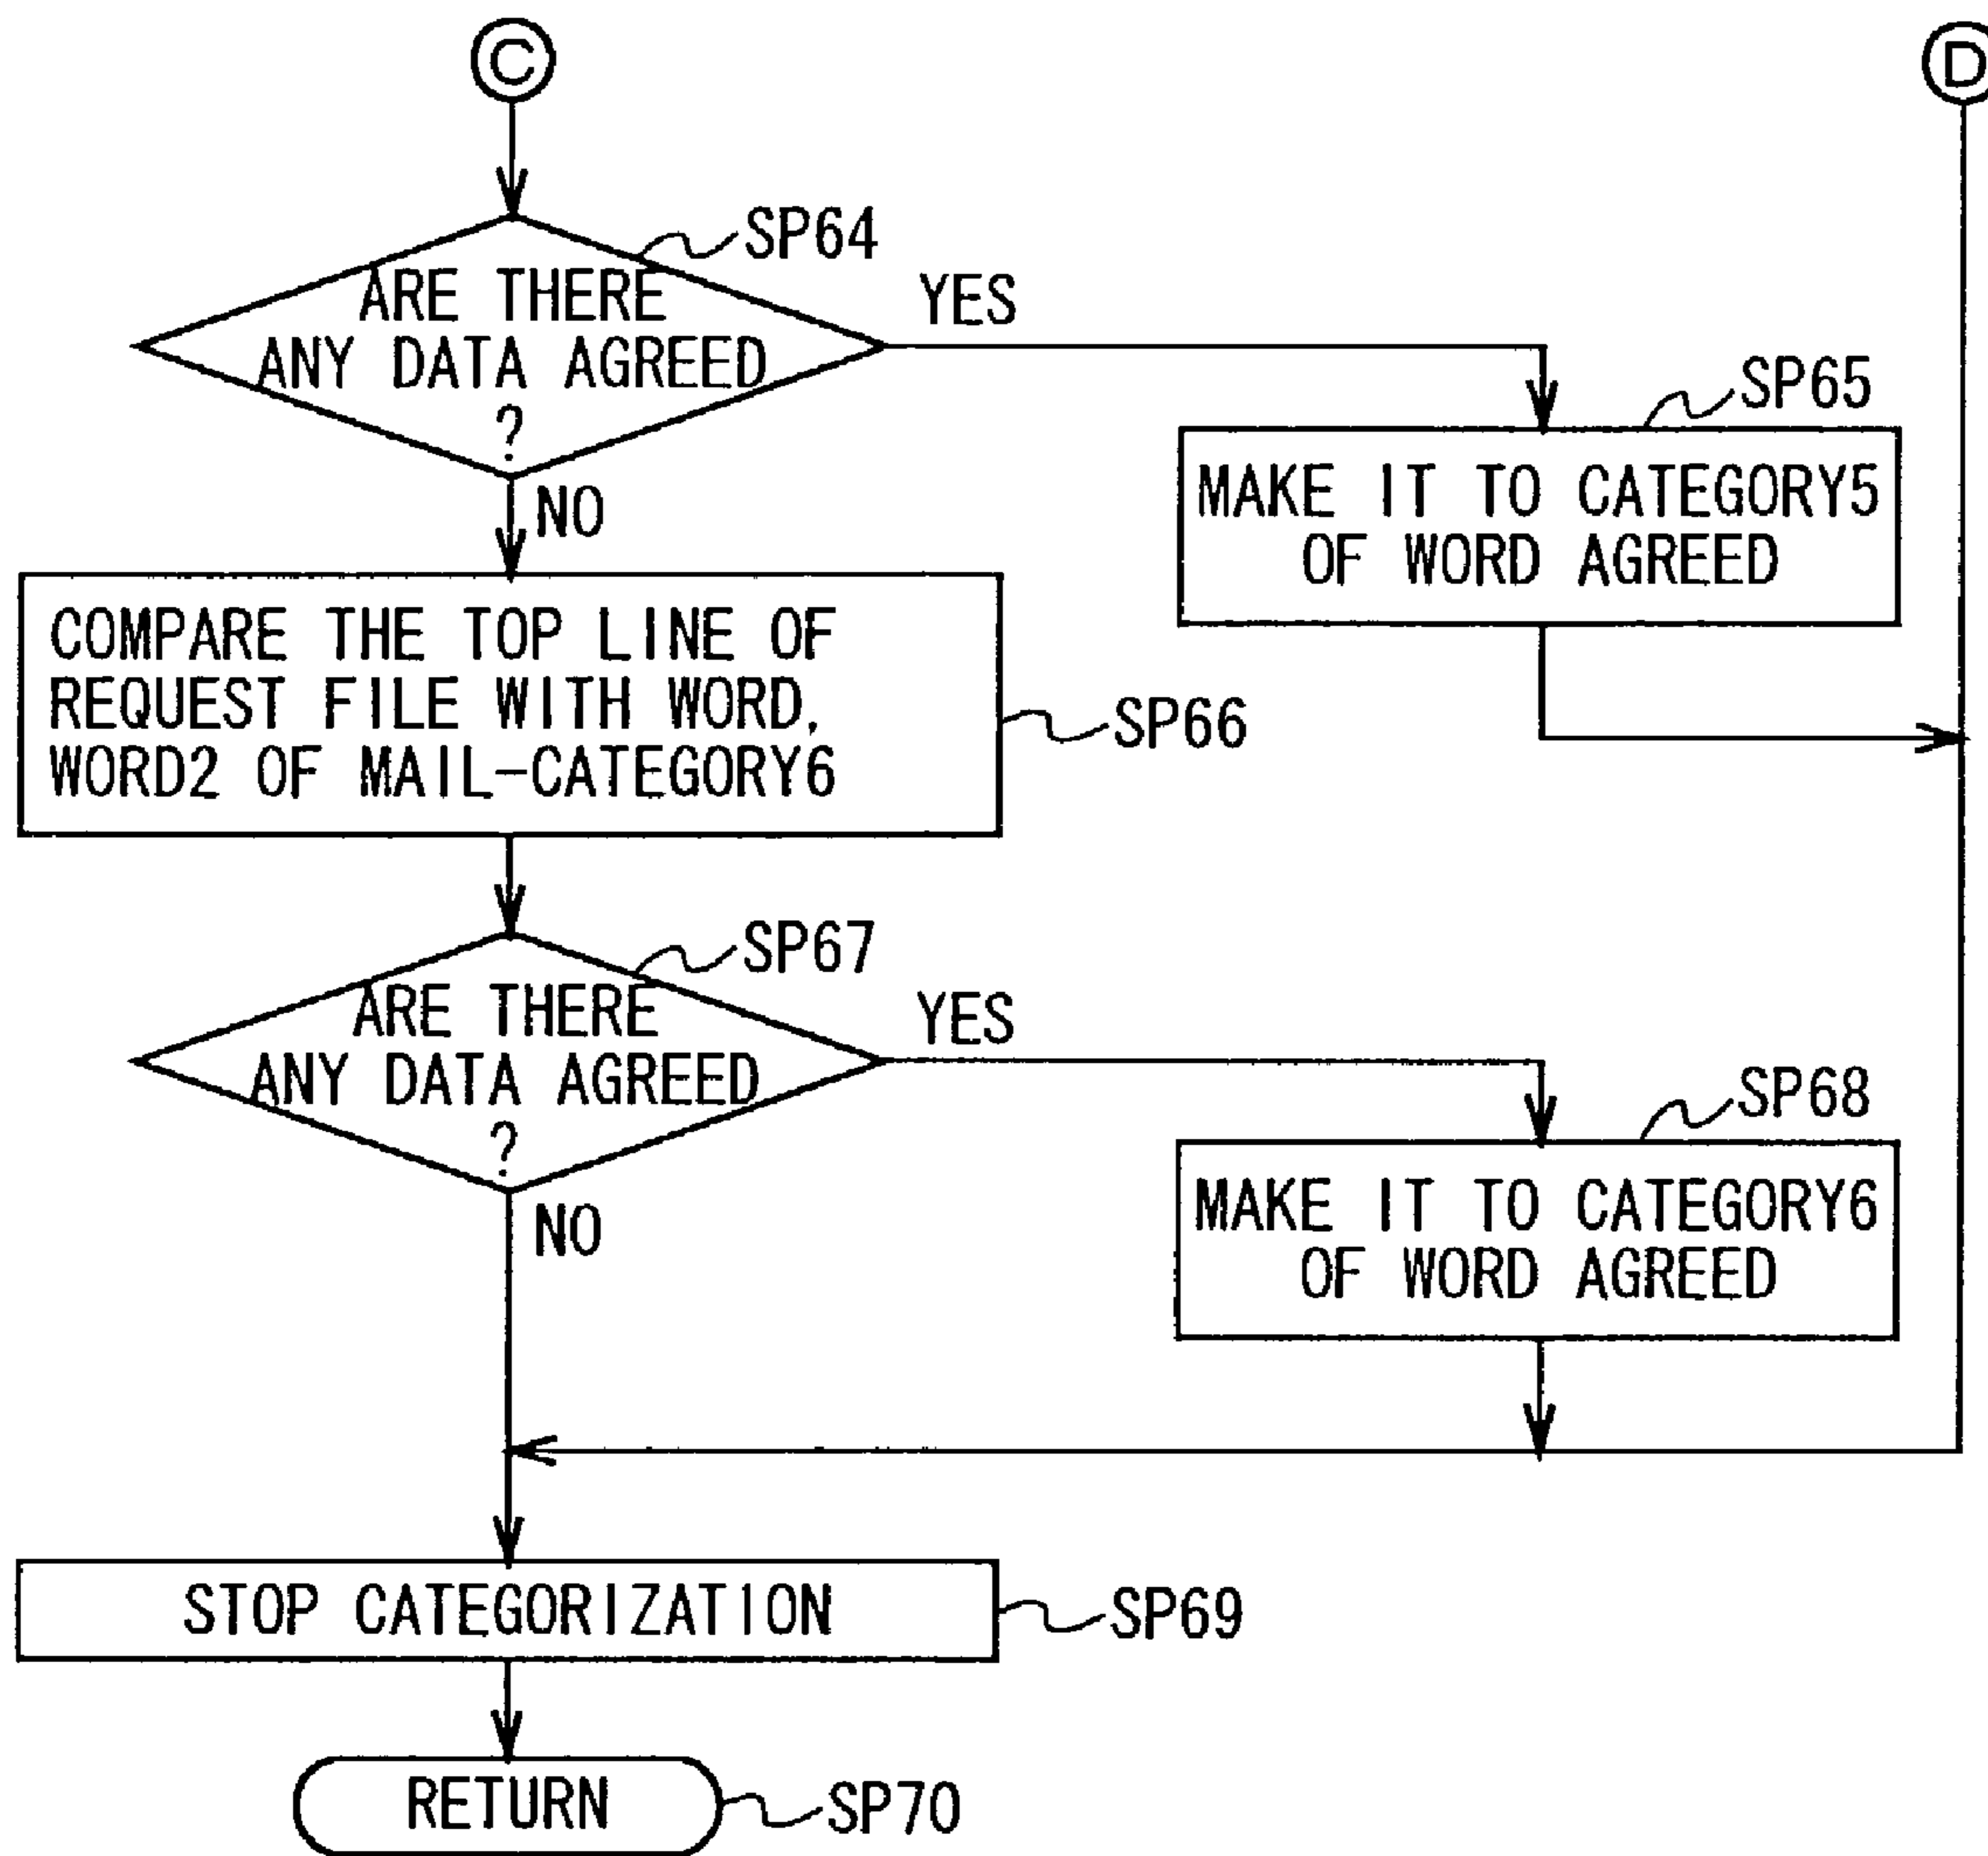 C
D
SP64
ARE THERE
ANY DATA AGREED
?
YES
NO
SP65
MAKE IT TO CATEGORY5
OF WORD AGREED
COMPARE THE TOP LINE OF
REQUEST FILE WITH WORD,
WORD2 OF MAIL-CATEGORY6
SP66
SP67
ARE THERE
ANY DATA AGREED
?
YES
NO
SP68
MAKE IT TO CATEGORY6
OF WORD AGREED
STOP CATEGORIZATION
SP69
RETURN
SP70